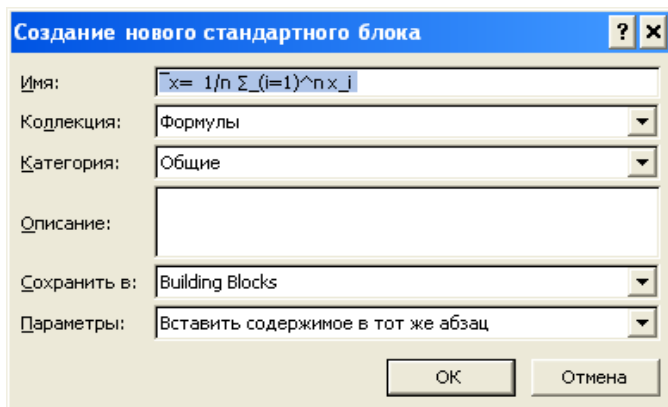 Создание нового стандартного блока
Имя: ‾x= 1/n Σ_(i=1)^n x_i
Коллекция: Формулы
Категория: Общие
Описание:
Сохранить в: Building Blocks
Параметры: Вставить содержимое в тот же абзац
ОК Отмена